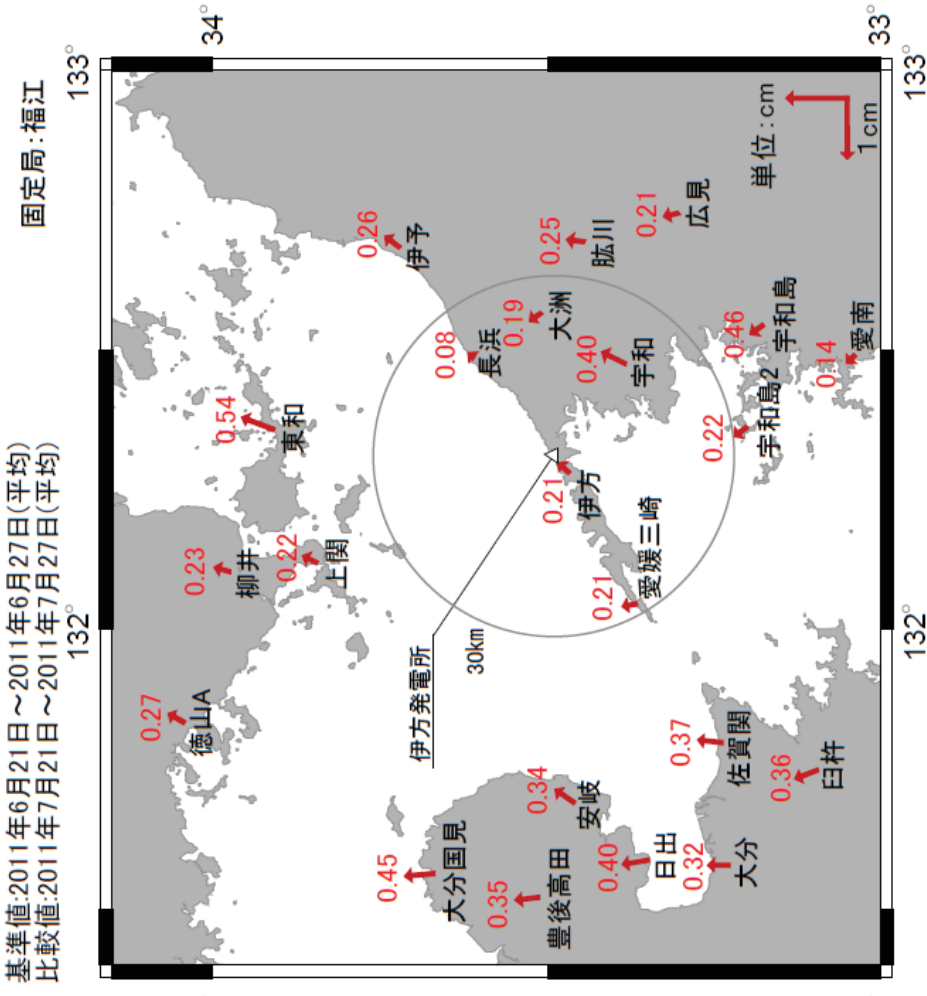 基準値:2011年6月21日~2011年6月27日(平均)
比較値:2011年7月21日~2011年7月27日(平均)
固定局:福江
132°
133°
34°
33°
132°
133°
0.27
徳山A
0.23
柳井
0.22
上関
0.54
東和
0.26
伊予
0.08
長浜
0.19
大洲
0.25
肱川
0.21
広見
0.40
宇和
0.46
宇和島
0.22
宇和島2
0.14
愛南
0.21
伊方
0.21
愛媛三崎
伊方発電所
30km
0.45
大分国見
0.35
豊後高田
0.34
安岐
0.40
日出
0.32
大分
0.37
佐賀関
0.36
臼杵
単位:cm
1cm